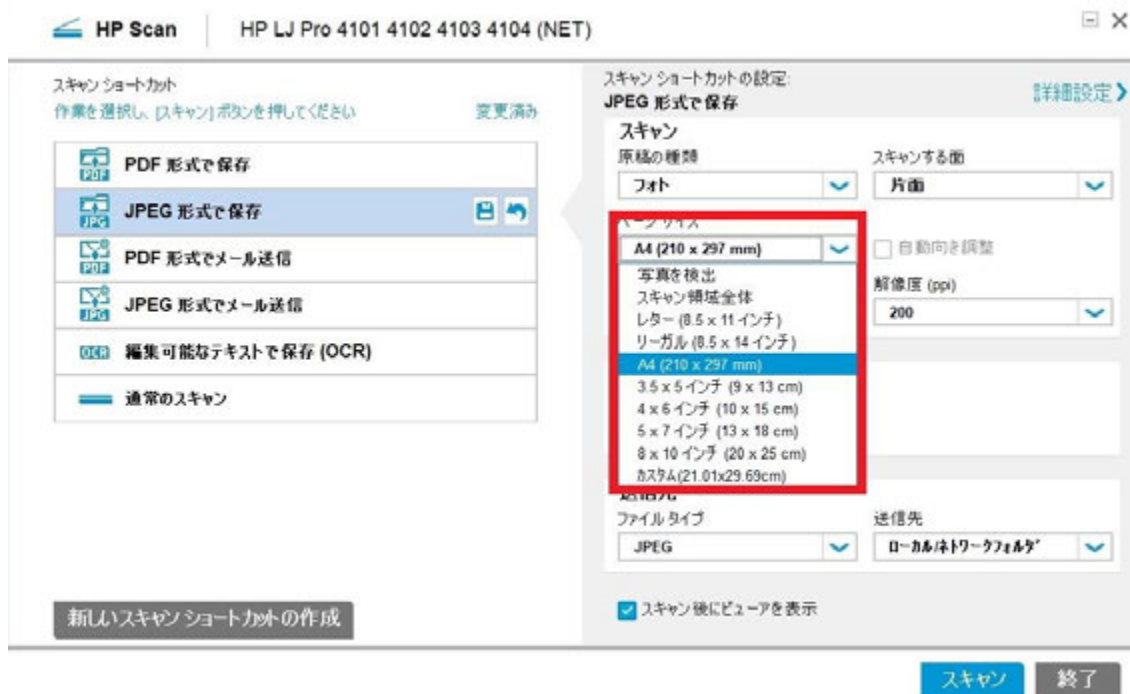 HP Scan HP LJ Pro 4101 4102 4103 4104 (NET)
スキャン ショートカット
作業を選択し、[スキャン] ボタンを押してください 変更済み
PDF 形式で保存
JPEG 形式で保存
PDF 形式でメール送信
JPEG 形式でメール送信
OCR 編集可能なテキストで保存 (OCR)
通常のスキャン
新しいスキャン ショートカットの作成
スキャン ショートカットの設定:
JPEG 形式で保存
詳細設定
スキャン
原稿の種類 スキャンする面
フォト 片面
ページ サイズ
A4 (210 x 297 mm) 自動向き調整
写真を検出
スキャン領域全体
レター (8.5 x 11 インチ)
リーガル (8.5 x 14 インチ)
A4 (210 x 297 mm)
3.5 x 5 インチ (9 x 13 cm)
4 x 6 インチ (10 x 15 cm)
5 x 7 インチ (13 x 18 cm)
8 x 10 インチ (20 x 25 cm)
カスタム(21.01x29.69cm)
解像度 (ppi)
200
送信先
ファイル タイプ 送信先
JPEG ローカル/ネットワークフォルダ
スキャン後にビューアを表示
スキャン 終了